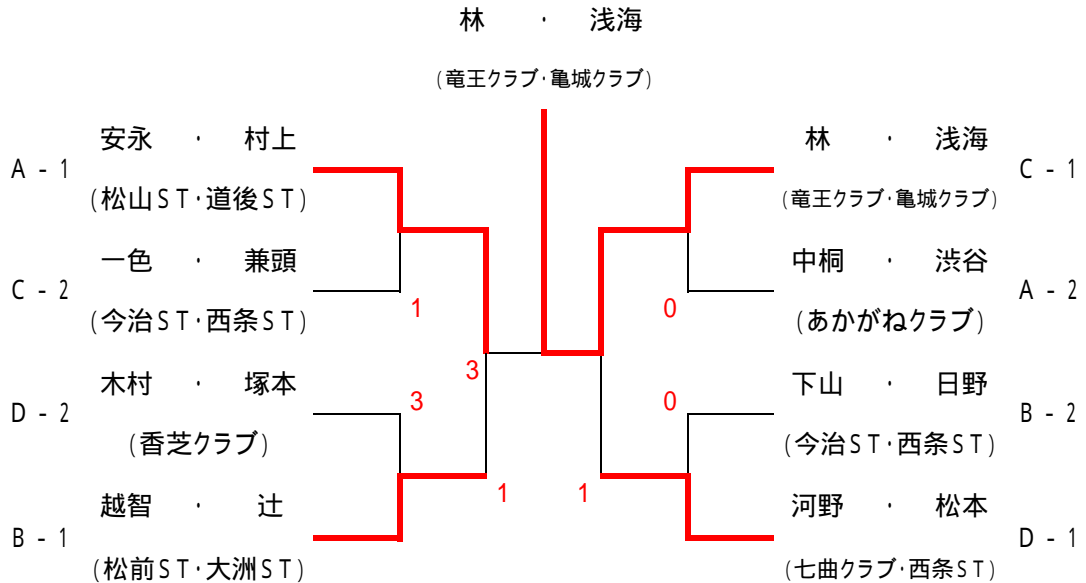 林 ・ 浅海
(竜王クラブ・亀城クラブ)
A - 1
安永 ・ 村上
(松山ST・道後ST)
C - 2
一色 ・ 兼頭
(今治ST・西条ST)
1
D - 2
木村 ・ 塚本
(香芝クラブ)
3
3
B - 1
越智 ・ 辻
(松前ST・大洲ST)
1
林 ・ 浅海
(竜王クラブ・亀城クラブ)
C - 1
中桐 ・ 渋谷
(あかがねクラブ)
A - 2
0
下山 ・ 日野
(今治ST・西条ST)
B - 2
0
1
河野 ・ 松本
(七曲クラブ・西条ST)
D - 1